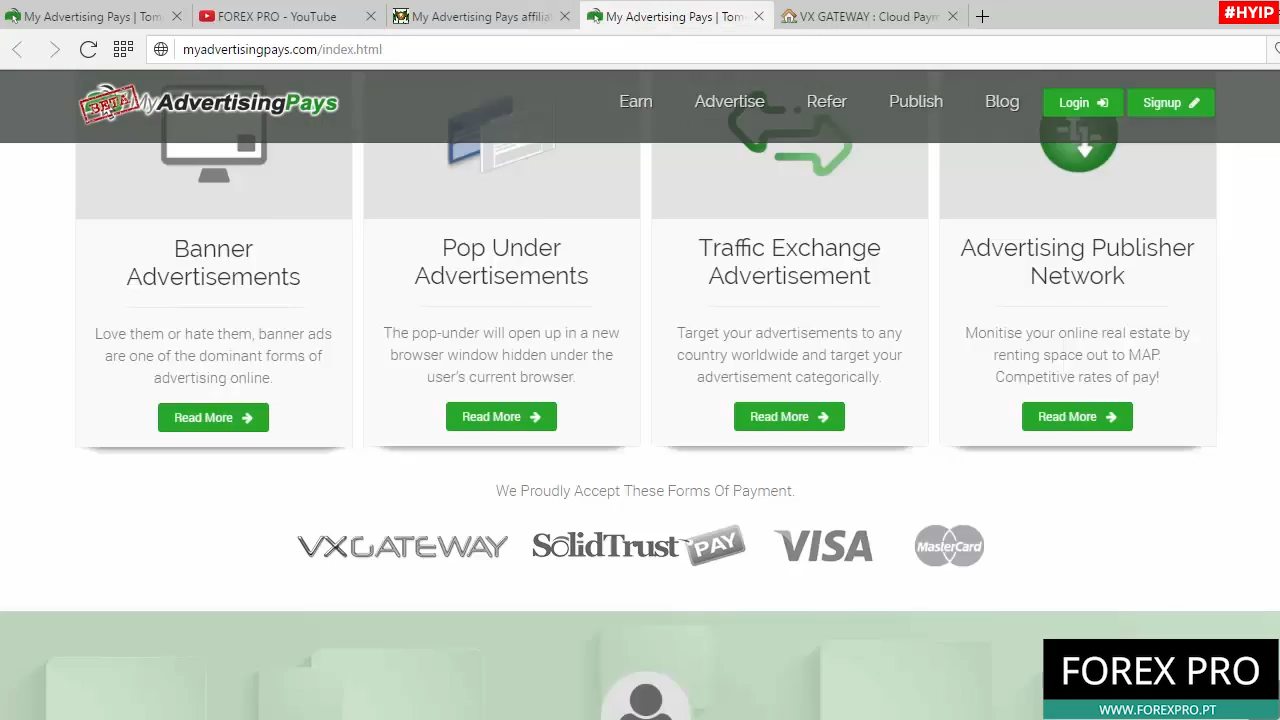 My Advertising Pays | Tom
FOREX PRO - YouTube
My Advertising Pays affilia
My Advertising Pays | Tom
VX GATEWAY : Cloud Paym
#HYIP
myadvertisingpays.com/index.html
BETA
MyAdvertisingPays
Earn
Advertise
Refer
Publish
Blog
Login
Signup
Banner
Advertisements
Love them or hate them, banner ads
are one of the dominant forms of
advertising online.
Read More
Pop Under
Advertisements
The pop-under will open up in a new
browser window hidden under the
user's current browser.
Read More
Traffic Exchange
Advertisement
Target your advertisements to any
country worldwide and target your
advertisement categorically.
Read More
Advertising Publisher
Network
Monitise your online real estate by
renting space out to MAP.
Competitive rates of pay!
Read More
We Proudly Accept These Forms Of Payment.
VXGATEWAY
SolidTrust PAY
VISA
MasterCard
FOREX PRO
WWW.FOREXPRO.PT